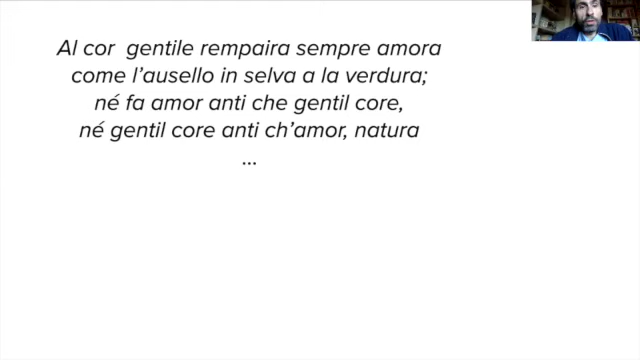 Al cor gentile rempaira sempre amora
come l’ausello in selva a la verdura;
né fa amor anti che gentil core,
né gentil core anti ch’amor, natura
...